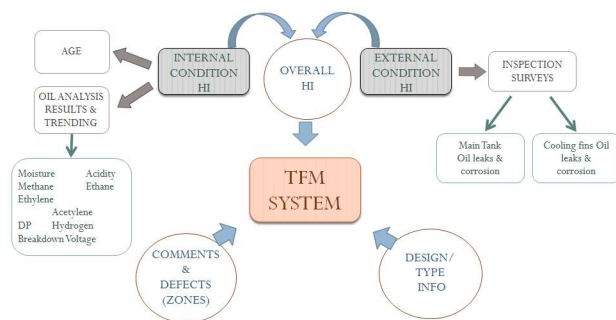 AGE
INTERNAL
CONDITION
HI
OVERALL
HI
EXTERNAL
CONDITION
HI
INSPECTION
SURVEYS
OIL ANALYSIS
RESULTS &
TRENDING
Main Tank
Oil leaks &
corrosion
Cooling fins Oil
leaks &
corrosion
Moisture Acidity
Methane Ethane
Ethylene
Acetylene
DP Hydrogen
Breakdown Voltage
TFM
SYSTEM
COMMENTS
&
DEFECTS
(ZONES)
DESIGN/
TYPE
INFO